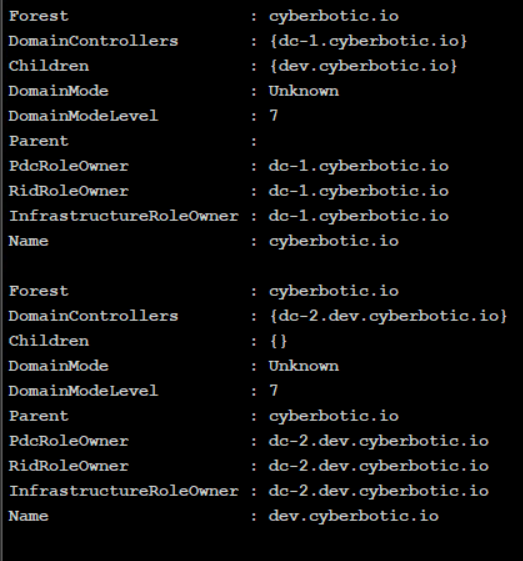 Forest                  : cyberbotic.io
DomainControllers       : {dc-1.cyberbotic.io}
Children                : {dev.cyberbotic.io}
DomainMode              : Unknown
DomainModeLevel         : 7
Parent                  :
PdcRoleOwner            : dc-1.cyberbotic.io
RidRoleOwner            : dc-1.cyberbotic.io
InfrastructureRoleOwner : dc-1.cyberbotic.io
Name                    : cyberbotic.io

Forest                  : cyberbotic.io
DomainControllers       : {dc-2.dev.cyberbotic.io}
Children                : {}
DomainMode              : Unknown
DomainModeLevel         : 7
Parent                  : cyberbotic.io
PdcRoleOwner            : dc-2.dev.cyberbotic.io
RidRoleOwner            : dc-2.dev.cyberbotic.io
InfrastructureRoleOwner : dc-2.dev.cyberbotic.io
Name                    : dev.cyberbotic.io